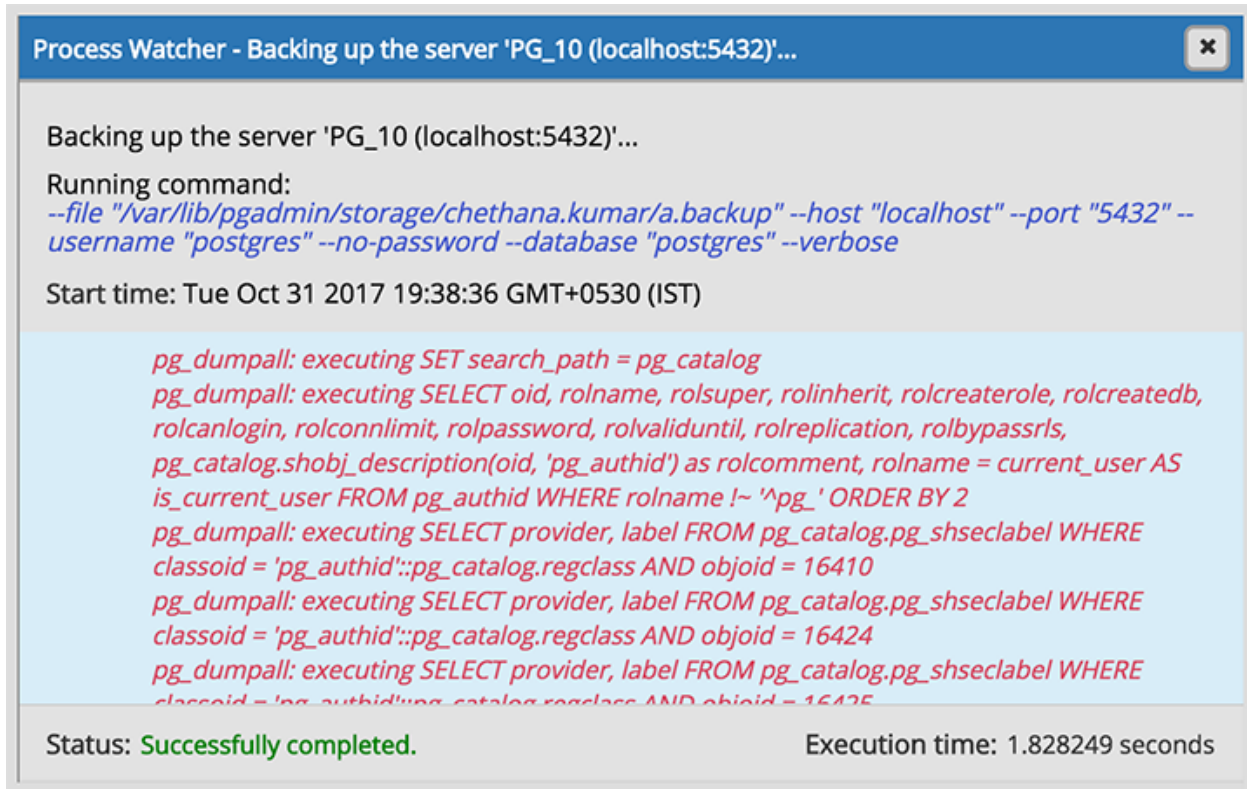 Process Watcher - Backing up the server 'PG_10 (localhost:5432)'...
Backing up the server 'PG_10 (localhost:5432)'...
Running command:
--file "/var/lib/pgadmin/storage/chethana.kumar/a.backup" --host "localhost" --port "5432" --
username "postgres" --no-password --database "postgres" --verbose
Start time: Tue Oct 31 2017 19:38:36 GMT+0530 (IST)
pg_dumpall: executing SET search_path = pg_catalog
pg_dumpall: executing SELECT oid, rolname, rolsuper, rolinherit, rolcreaterole, rolcreatedb,
rolcanlogin, rolconnlimit, rolpassword, rolvaliduntil, rolreplication, rolbypassrls,
pg_catalog.shobj_description(oid, 'pg_authid') as rolcomment, rolname = current_user AS
is_current_user FROM pg_authid WHERE rolname !~ '^pg_' ORDER BY 2
pg_dumpall: executing SELECT provider, label FROM pg_catalog.pg_shseclabel WHERE
classoid = 'pg_authid'::pg_catalog.regclass AND objoid = 16410
pg_dumpall: executing SELECT provider, label FROM pg_catalog.pg_shseclabel WHERE
classoid = 'pg_authid'::pg_catalog.regclass AND objoid = 16424
pg_dumpall: executing SELECT provider, label FROM pg_catalog.pg_shseclabel WHERE
classoid = 'pg_authid'::pg_catalog.regclass AND objoid = 16425
Status: Successfully completed. Execution time: 1.828249 seconds